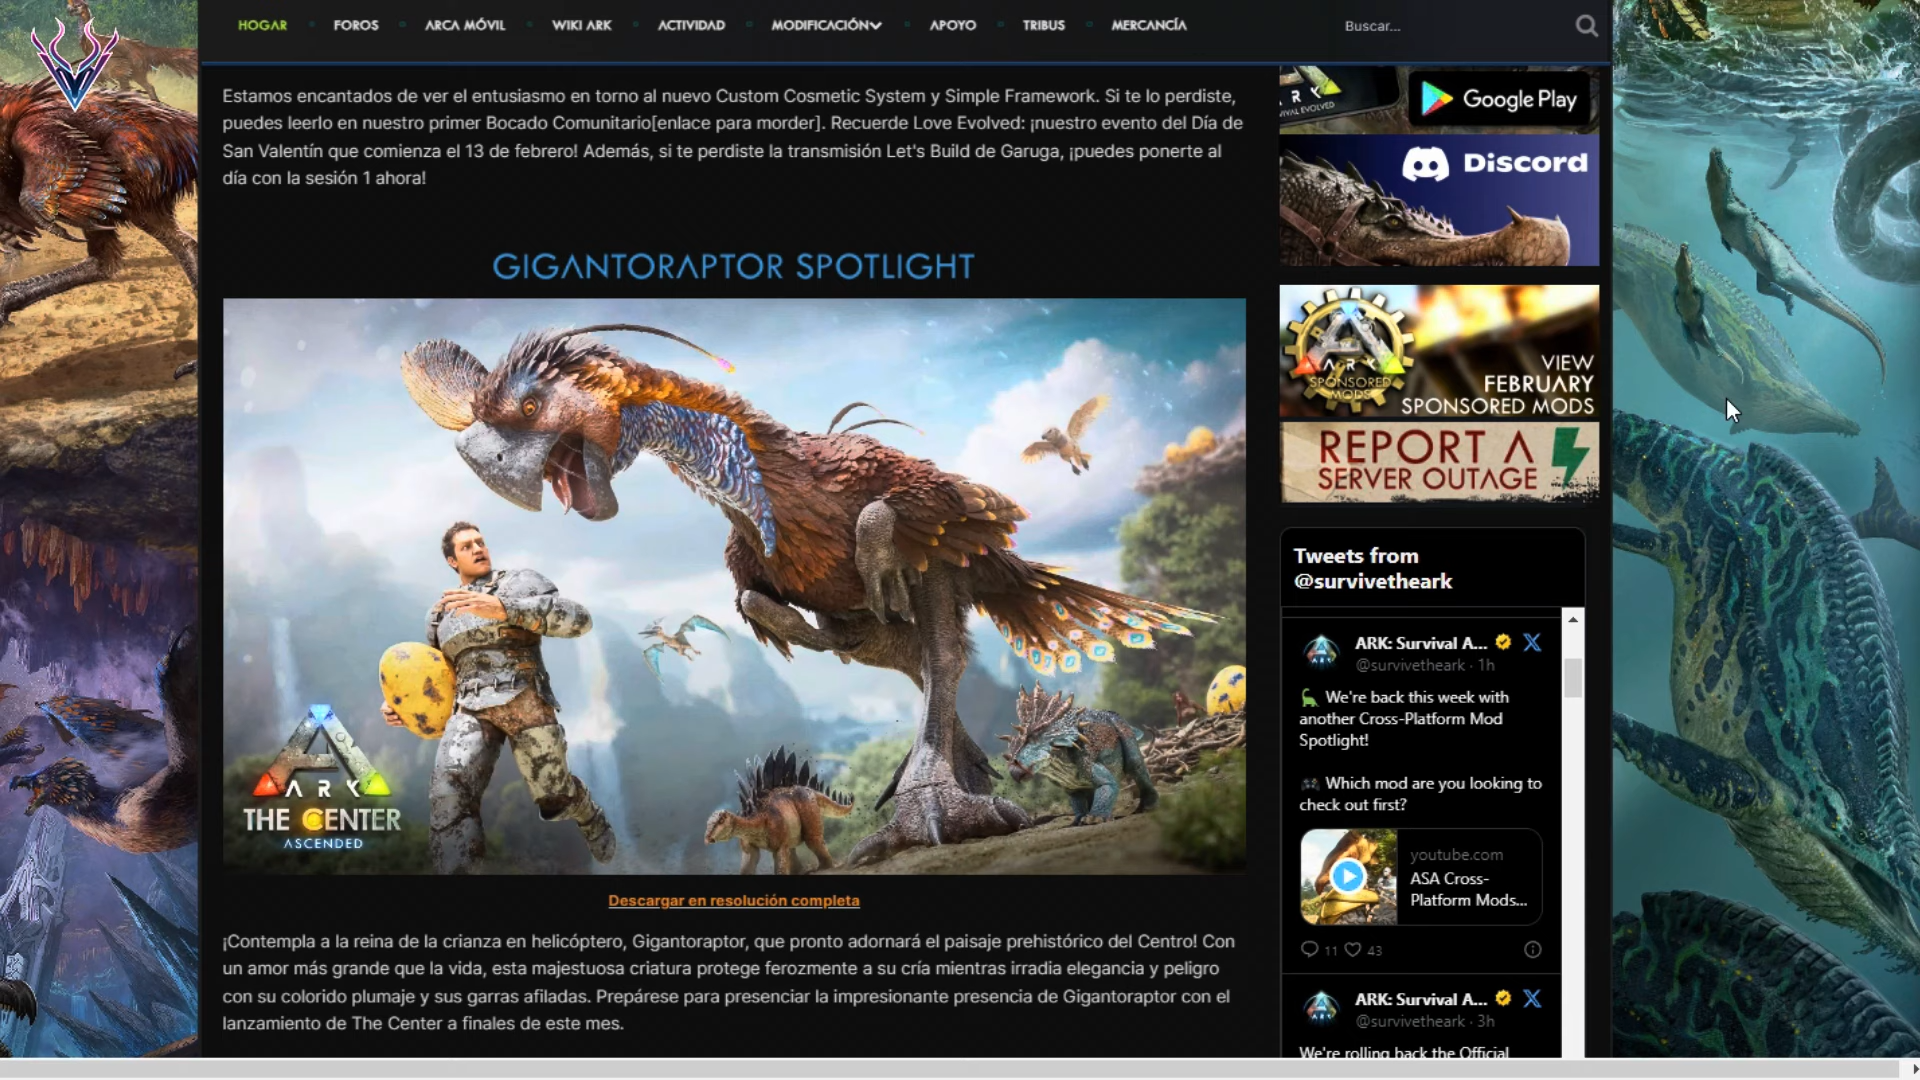 HOGAR
FOROS
ARCA MÓVIL
WIKI ARK
ACTIVIDAD
MODIFICACIÓN
APOYO
TRIBUS
MERCANCÍA
Buscar...
Estamos encantados de ver el entusiasmo en torno al nuevo Custom Cosmetic System y Simple Framework. Si te lo perdiste,
puedes leerlo en nuestro primer Bocado Comunitario[enlace para morder]. Recuerde Love Evolved: ¡nuestro evento del Día de
San Valentín que comienza el 13 de febrero! Además, si te perdiste la transmisión Let's Build de Garuga, ¡puedes ponerte al
día con la sesión 1 ahora!
GIGANTORAPTOR SPOTLIGHT
ARK
THE CENTER
ASCENDED
Descargar en resolución completa
¡Contempla a la reina de la crianza en helicóptero, Gigantoraptor, que pronto adornará el paisaje prehistórico del Centro! Con
un amor más grande que la vida, esta majestuosa criatura protege ferozmente a su cría mientras irradia elegancia y peligro
con su colorido plumaje y sus garras afiladas. Prepárese para presenciar la impresionante presencia de Gigantoraptor con el
lanzamiento de The Center a finales de este mes.
Google Play
Discord
ARK
SPONSORED
MODS
VIEW
FEBRUARY
SPONSORED MODS
REPORT A
SERVER OUTAGE
Tweets from
@survivetheark
ARK: Survival A...
@survivetheark · 1h
We're back this week with
another Cross-Platform Mod
Spotlight!
Which mod are you looking to
check out first?
youtube.com
ASA Cross-
Platform Mods...
11 43
ARK: Survival A...
@survivetheark · 3h
We're rolling back the Official